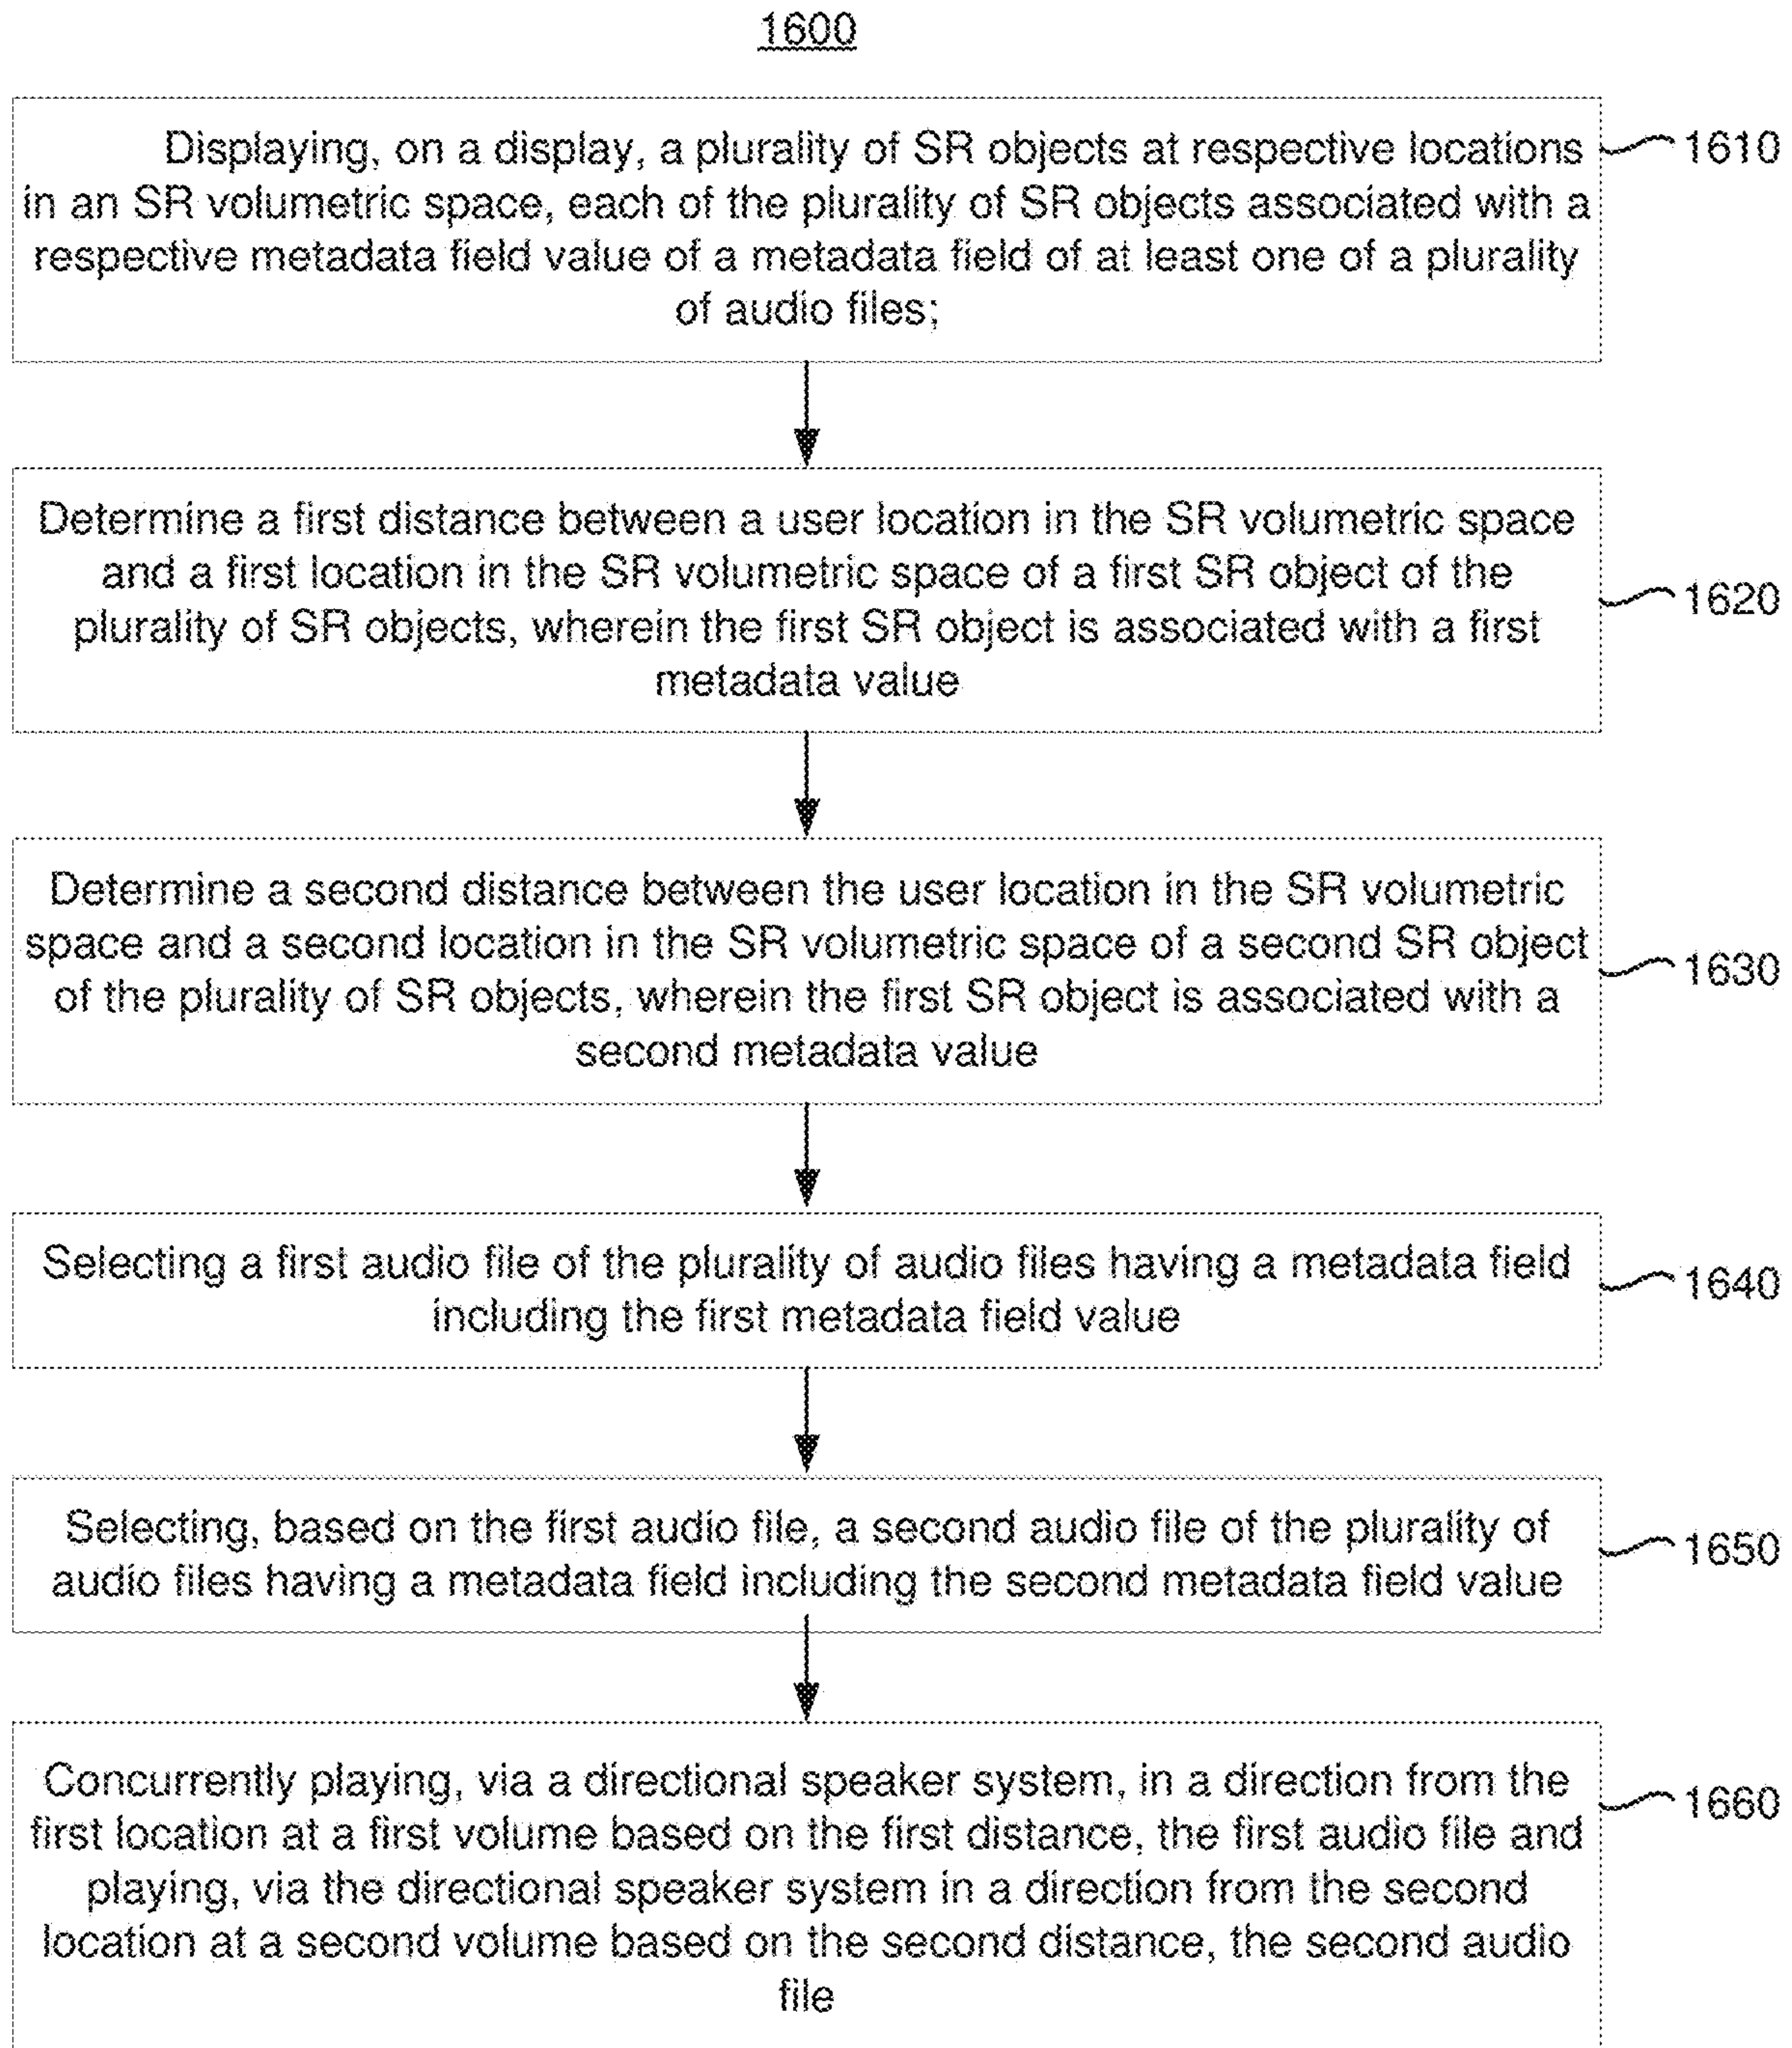 1600
Displaying, on a display, a plurality of SR objects at respective locations
in an SR volumetric space, each of the plurality of SR objects associated with a
respective metadata field value of a metadata field of at least one of a plurality
of audio files;
1610
Determine a first distance between a user location in the SR volumetric space
and a first location in the SR volumetric space of a first SR object of the
plurality of SR objects, wherein the first SR object is associated with a first
metadata value
1620
Determine a second distance between the user location in the SR volumetric
space and a second location in the SR volumetric space of a second SR object
of the plurality of SR objects, wherein the first SR object is associated with a
second metadata value
1630
Selecting a first audio file of the plurality of audio files having a metadata field
including the first metadata field value
1640
Selecting, based on the first audio file, a second audio file of the plurality of
audio files having a metadata field including the second metadata field value
1650
Concurrently playing, via a directional speaker system, in a direction from the
first location at a first volume based on the first distance, the first audio file and
playing, via the directional speaker system in a direction from the second
location at a second volume based on the second distance, the second audio
file
1660